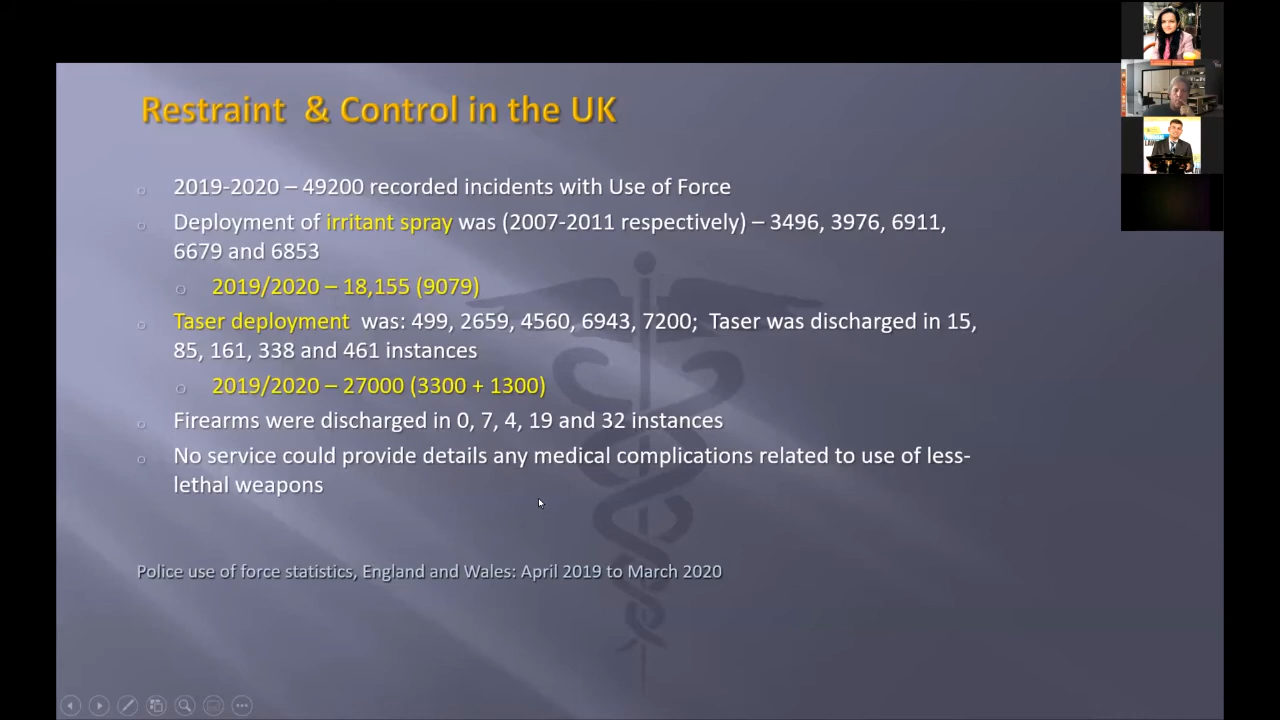 Restraint & Control in the UK
2019-2020 – 49200 recorded incidents with Use of Force
Deployment of irritant spray was (2007-2011 respectively) – 3496, 3976, 6911,
6679 and 6853
2019/2020 – 18,155 (9079)
Taser deployment was: 499, 2659, 4560, 6943, 7200; Taser was discharged in 15,
85, 161, 338 and 461 instances
2019/2020 – 27000 (3300 + 1300)
Firearms were discharged in 0, 7, 4, 19 and 32 instances
No service could provide details any medical complications related to use of less-
lethal weapons
Police use of force statistics, England and Wales: April 2019 to March 2020